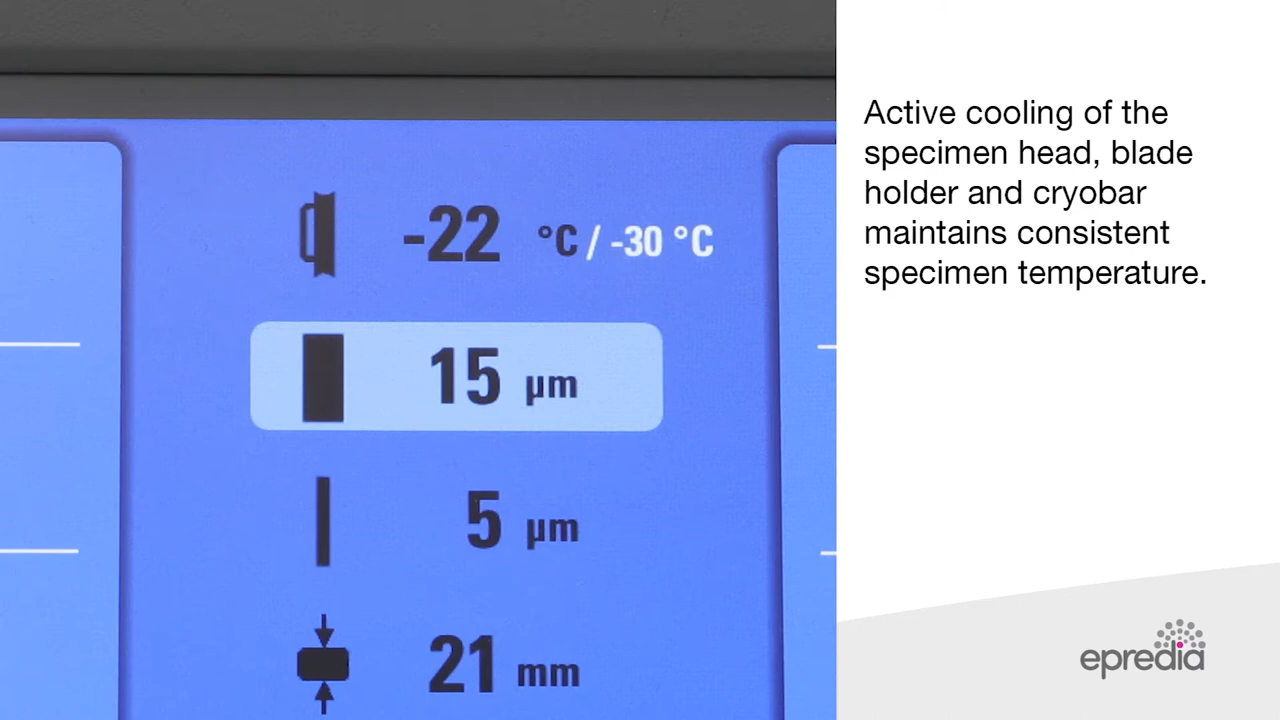 -22 °C / -30 °C
15 µm
5 µm
21 mm
Active cooling of the
specimen head, blade
holder and cryobar
maintains consistent
specimen temperature.
epredia